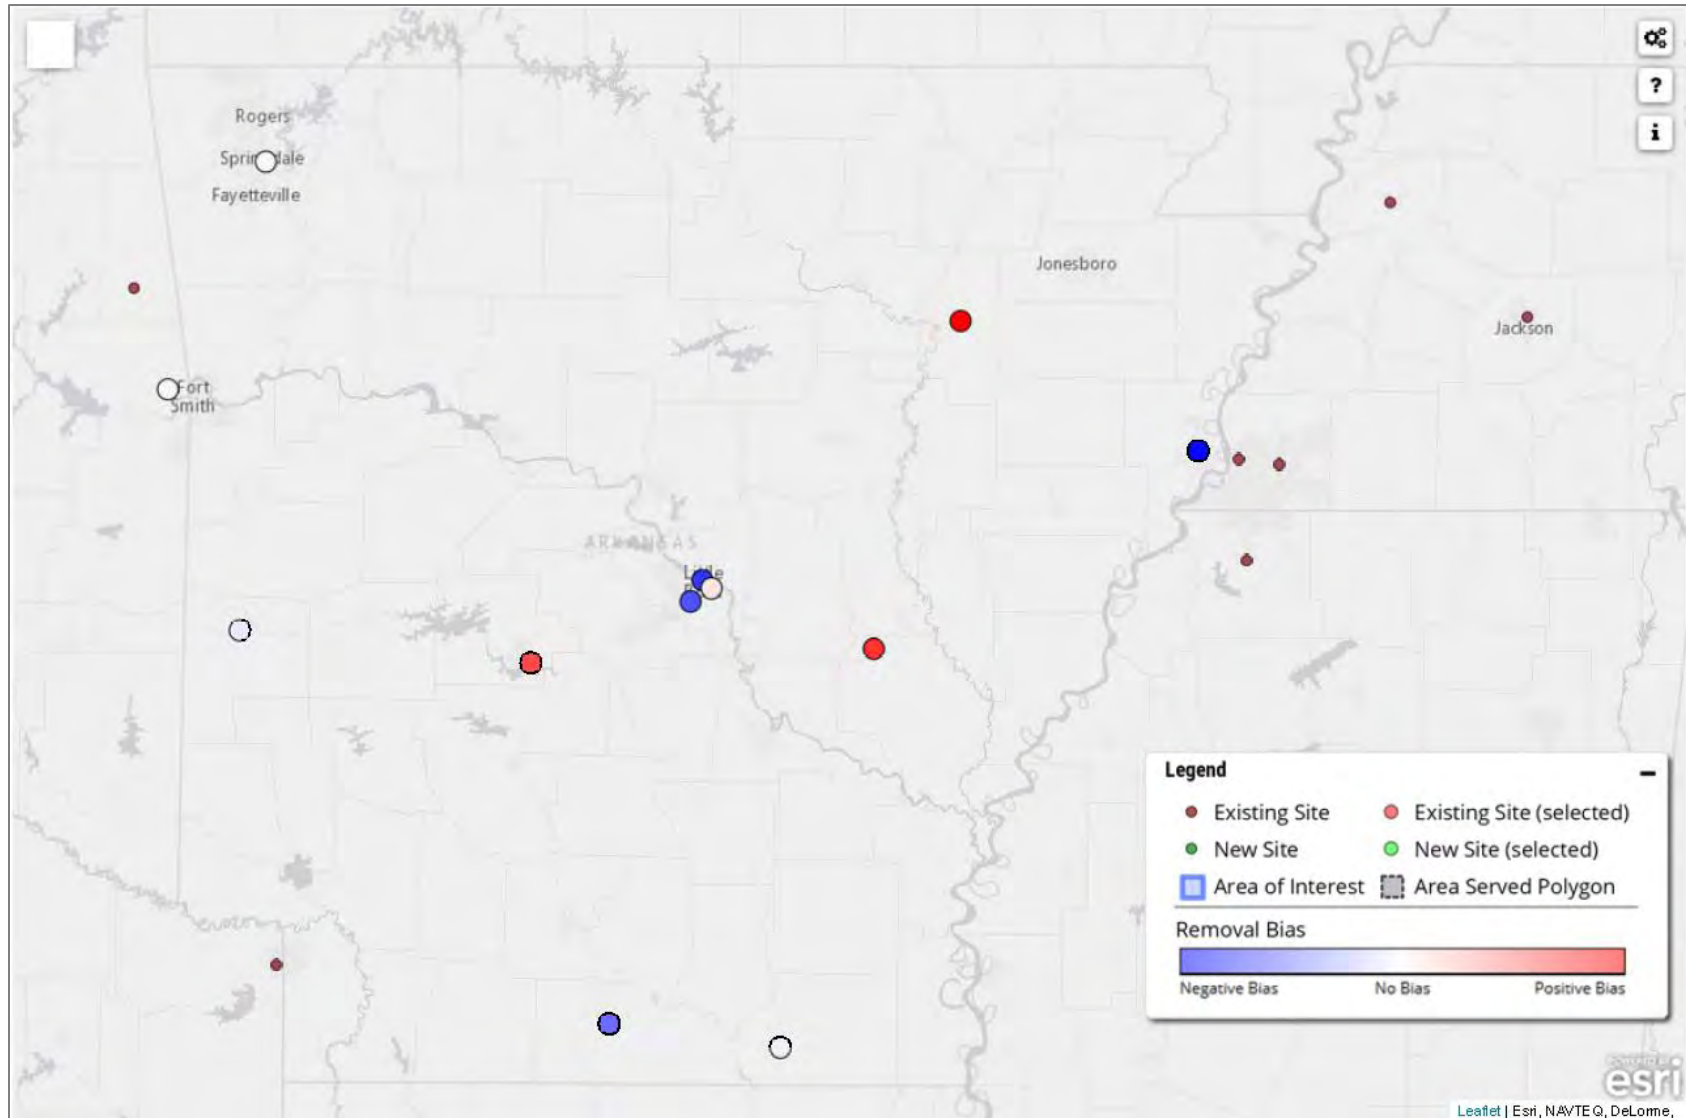 ?
i
Rogers
Springdale
Fayetteville
Jonesboro
Jackson
Fort
Smith
ARKANSAS
Little
Legend
Existing Site
Existing Site (selected)
New Site
New Site (selected)
Area of Interest
Area Served Polygon
Removal Bias
Negative Bias
No Bias
Positive Bias
POWERED BY
esri
Leaflet | Esri, NAVTEQ, DeLorme,